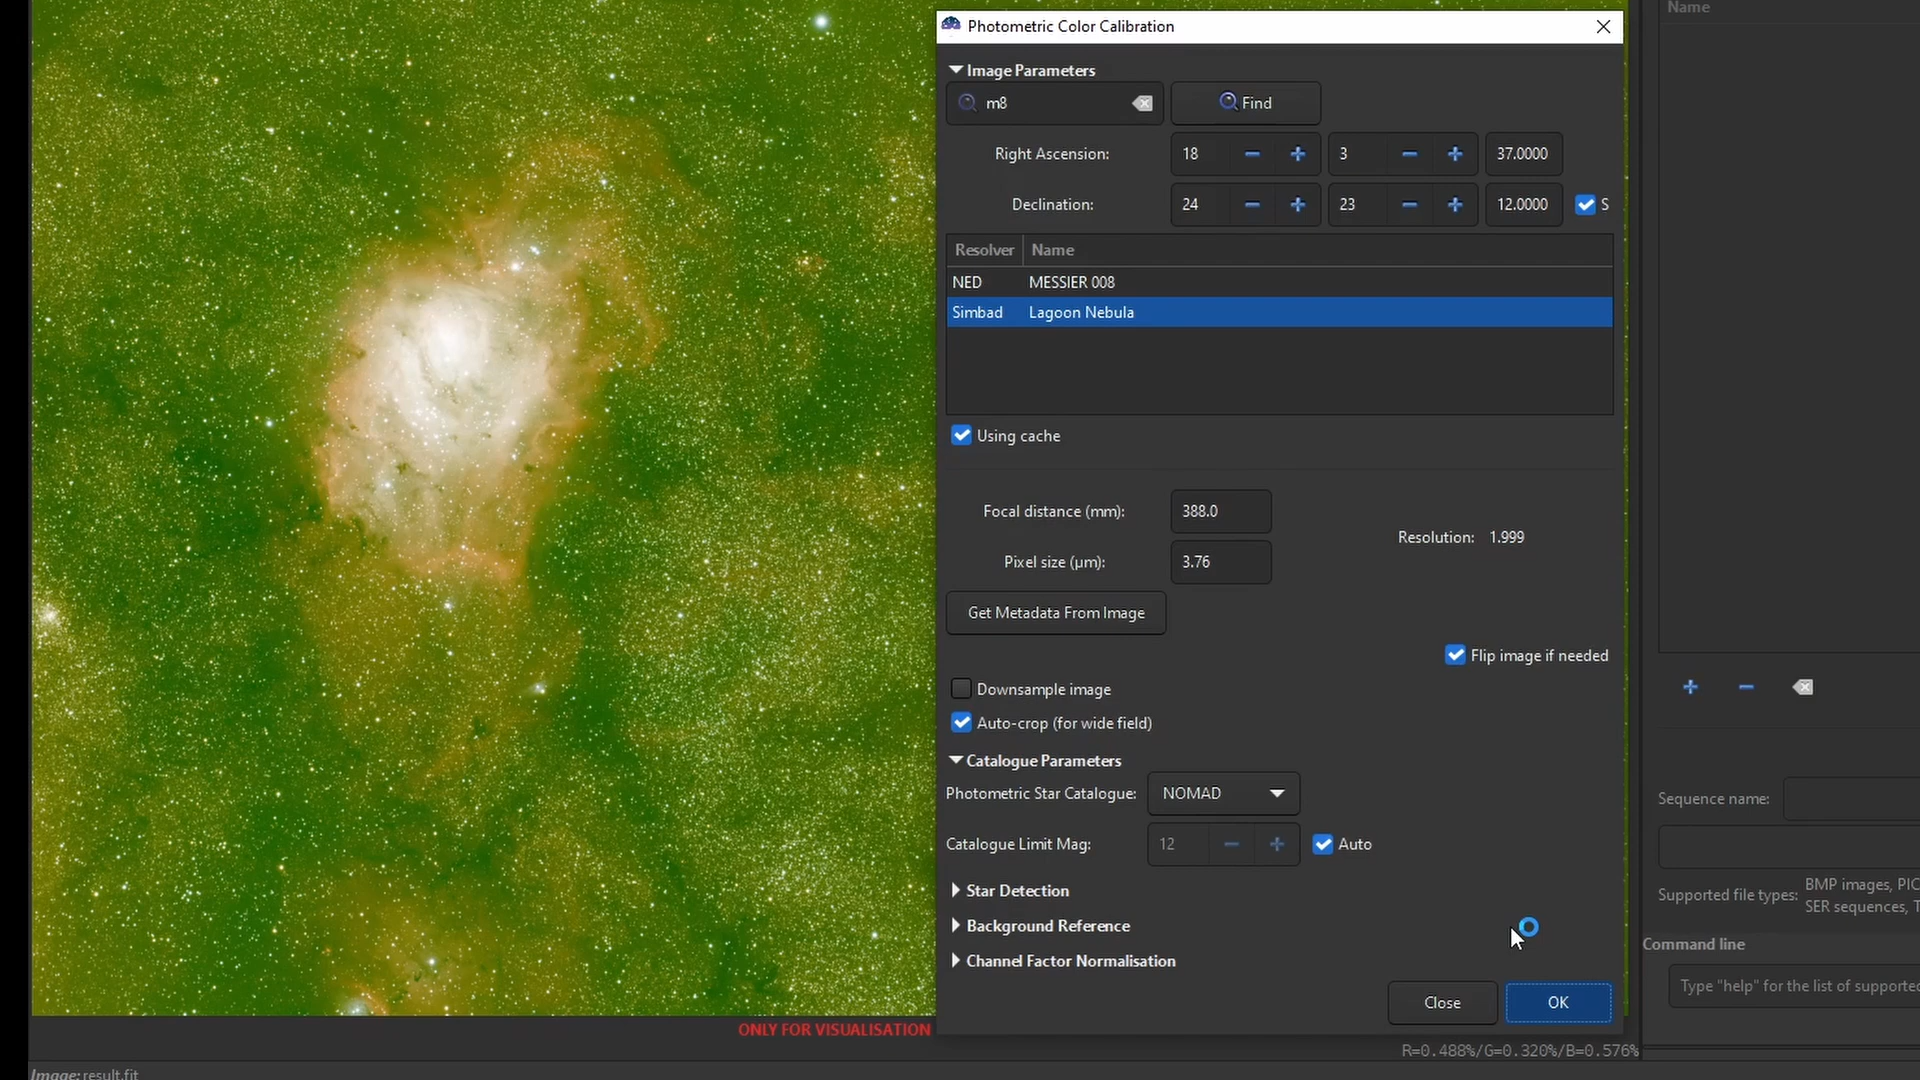 Photometric Color Calibration
Name
Image Parameters
m8
Find
Right Ascension: 18 3 37.0000
Declination: 24 23 12.0000 S
Resolver Name
NED MESSIER 008
Simbad Lagoon Nebula
Using cache
Focal distance (mm): 388.0
Resolution: 1.999
Pixel size (µm): 3.76
Get Metadata From Image
Flip image if needed
Downsample image
Auto-crop (for wide field)
Catalogue Parameters
Photometric Star Catalogue: NOMAD
Catalogue Limit Mag: 12 Auto
Star Detection
Background Reference
Channel Factor Normalisation
Close OK
Sequence name:
Supported file types: BMP images, PIC
SER sequences, T
Command line
Type "help" for the list of supported
ONLY FOR VISUALISATION
R=0.488%/G=0.320%/B=0.576%
Image: result.fit